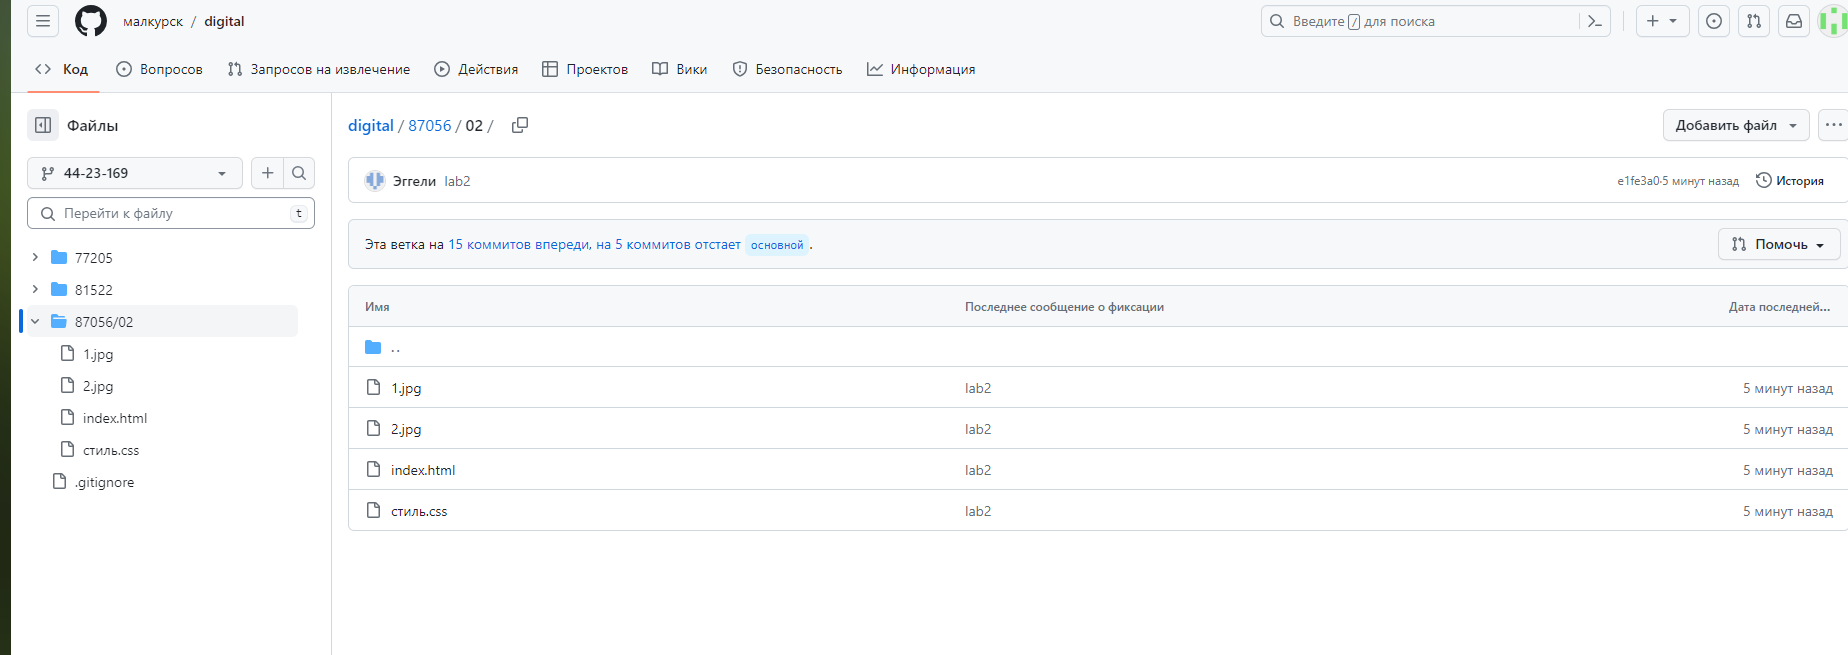 малкурск / digital
Введите / для поиска
Код Вопросов Запросов на извлечение Действия Проектов Вики Безопасность Информация
Файлы
44-23-169
Перейти к файлу t
77205
81522
87056/02
1.jpg
2.jpg
index.html
стиль.css
.gitignore
digital / 87056 / 02 /
Добавить файл
Эггели lab2
e1fe3a0·5 минут назад История
Эта ветка на 15 коммитов впереди, на 5 коммитов отстает основной .
Помочь
Имя Последнее сообщение о фиксации Дата последней...
..
1.jpg lab2 5 минут назад
2.jpg lab2 5 минут назад
index.html lab2 5 минут назад
стиль.css lab2 5 минут назад